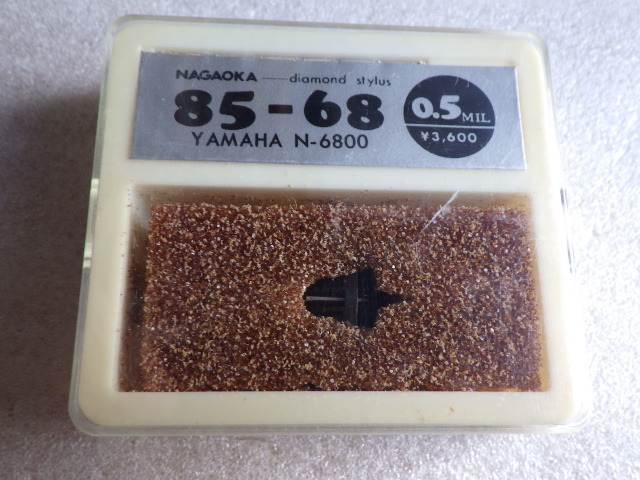 NAGAOKA — diamond stylus
85-68
YAMAHA N-6800
0.5 MIL
¥3,600